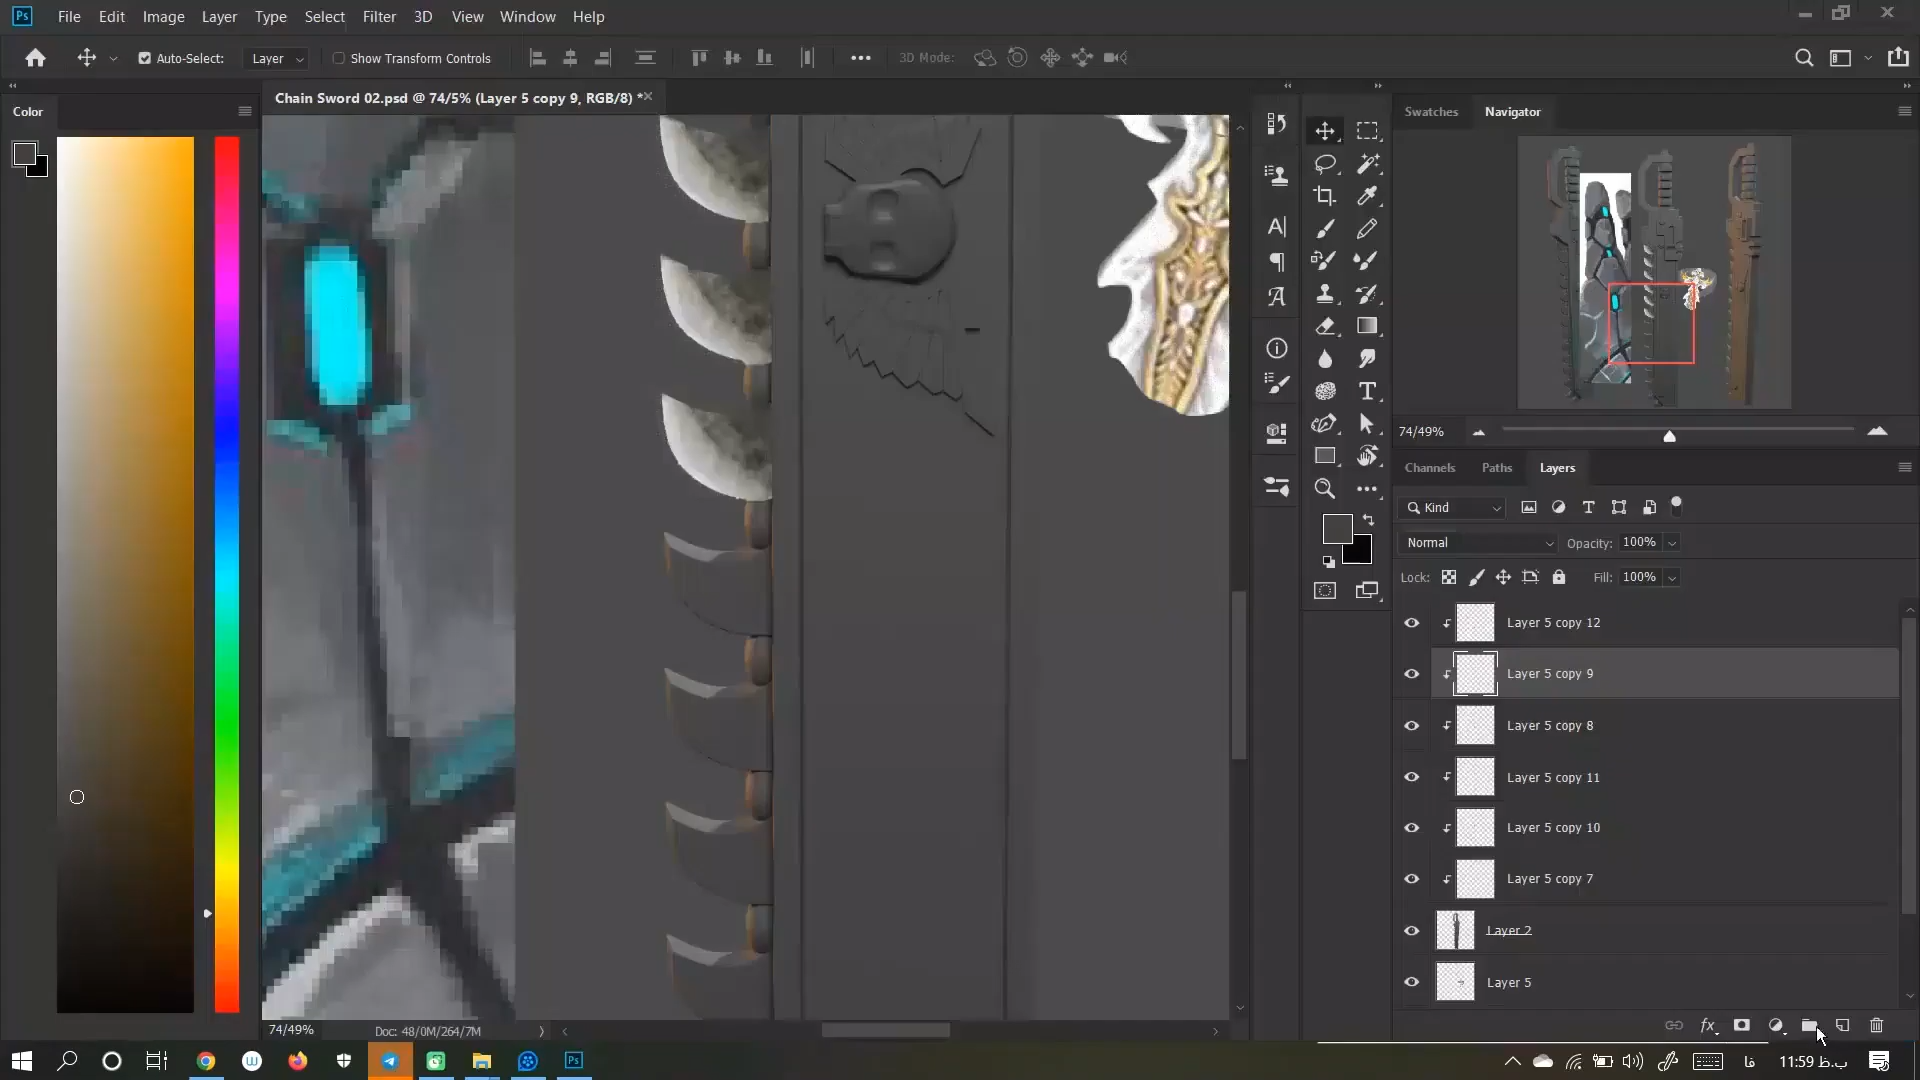 Ps File Edit Image Layer Type Select Filter 3D View Window Help
Auto-Select: Layer Show Transform Controls 3D Mode:
Chain Sword 02.psd @ 74/5% (Layer 5 copy 9, RGB/8) *
Color
Swatches Navigator
74/49%
Channels Paths Layers
Kind
Normal Opacity: 100%
Lock: Fill: 100%
Layer 5 copy 12
Layer 5 copy 9
Layer 5 copy 8
Layer 5 copy 11
Layer 5 copy 10
Layer 5 copy 7
Layer 2
Layer 5
fx
74/49% Doc: 48/0M/264/7M
Ps فا 11:59 ب.ظ